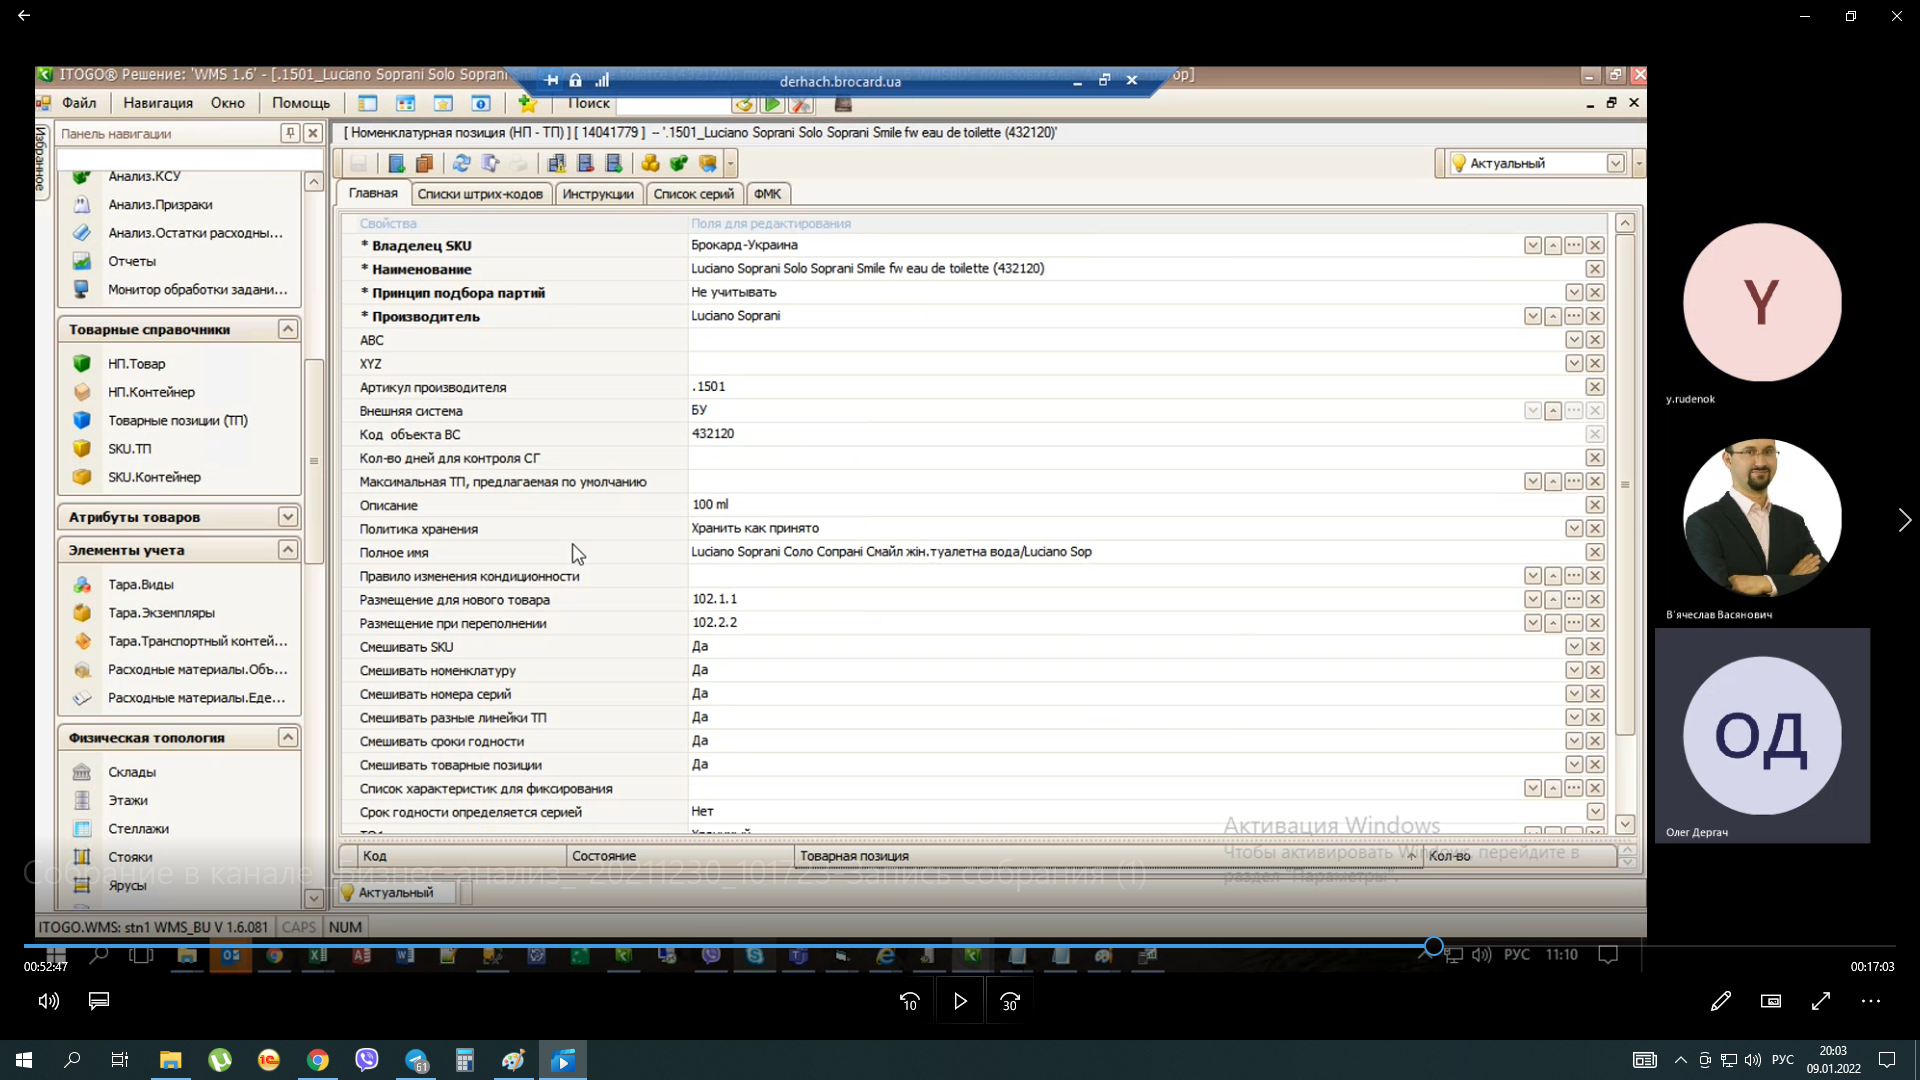 ITOGO® Решение: 'WMS 1.6' - [.1501_Luciano Soprani Solo Soprani
derhach.brocard.ua
Файл Навигация Окно Помощь Поиск
Избранное
Панель навигации
[ Номенклатурная позиция (НП - ТП) ] [ 14041779 ] -- '.1501_Luciano Soprani Solo Soprani Smile fw eau de toilette (432120)'
Актуальный
Главная Списки штрих-кодов Инструкции Список серий ФМК
Анализ.КСУ
Анализ.Призраки
Анализ.Остатки расходны...
Отчеты
Монитор обработки задани...
Товарные справочники
НП.Товар
НП.Контейнер
Товарные позиции (ТП)
SKU.ТП
SKU.Контейнер
Атрибуты товаров
Элементы учета
Тара.Виды
Тара.Экземпляры
Тара.Транспортный контей...
Расходные материалы.Объ...
Расходные материалы.Еде...
Физическая топология
Склады
Этажи
Стеллажи
Стояки
Ярусы
Свойства Поля для редактирования
* Владелец SKU Брокард-Украина
* Наименование Luciano Soprani Solo Soprani Smile fw eau de toilette (432120)
* Принцип подбора партий Не учитывать
* Производитель Luciano Soprani
ABC
XYZ
Артикул производителя .1501
Внешняя система БУ
Код объекта ВС 432120
Кол-во дней для контроля СГ
Максимальная ТП, предлагаемая по умолчанию
Описание 100 ml
Политика хранения Хранить как принято
Полное имя Luciano Soprani Соло Сопрані Смайл жін.туалетна вода/Luciano Sop
Правило изменения кондиционности
Размещение для нового товара 102.1.1
Размещение при переполнении 102.2.2
Смешивать SKU Да
Смешивать номенклатуру Да
Смешивать номера серий Да
Смешивать разные линейки ТП Да
Смешивать сроки годности Да
Смешивать товарные позиции Да
Список характеристик для фиксирования
Срок годности определяется серией Нет
Код Состояние Товарная позиция Кол-во
Актуальный
Активация Windows
Чтобы активировать Windows, перейдите в
раздел "Параметры".
Собрание в канале _Бизнес-анализ_-20211230_101723-Запись собрания (1)
ITOGO.WMS: stn1 WMS_BU V 1.6.081 CAPS NUM
РУС 11:10
Y
y.rudenok
В'ячеслав Васянович
ОД
Олег Дергач
00:52:47
00:17:03
10
30
61
РУС
20:03
09.01.2022